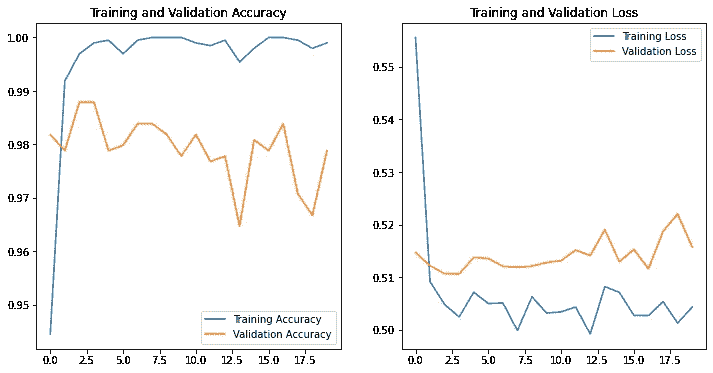 Training and Validation Accuracy
1.00
0.99
0.98
0.97
0.96
0.95
0.0 2.5 5.0 7.5 10.0 12.5 15.0 17.5
Training Accuracy
Validation Accuracy
Training and Validation Loss
Training Loss
Validation Loss
0.55
0.54
0.53
0.52
0.51
0.50
0.0 2.5 5.0 7.5 10.0 12.5 15.0 17.5